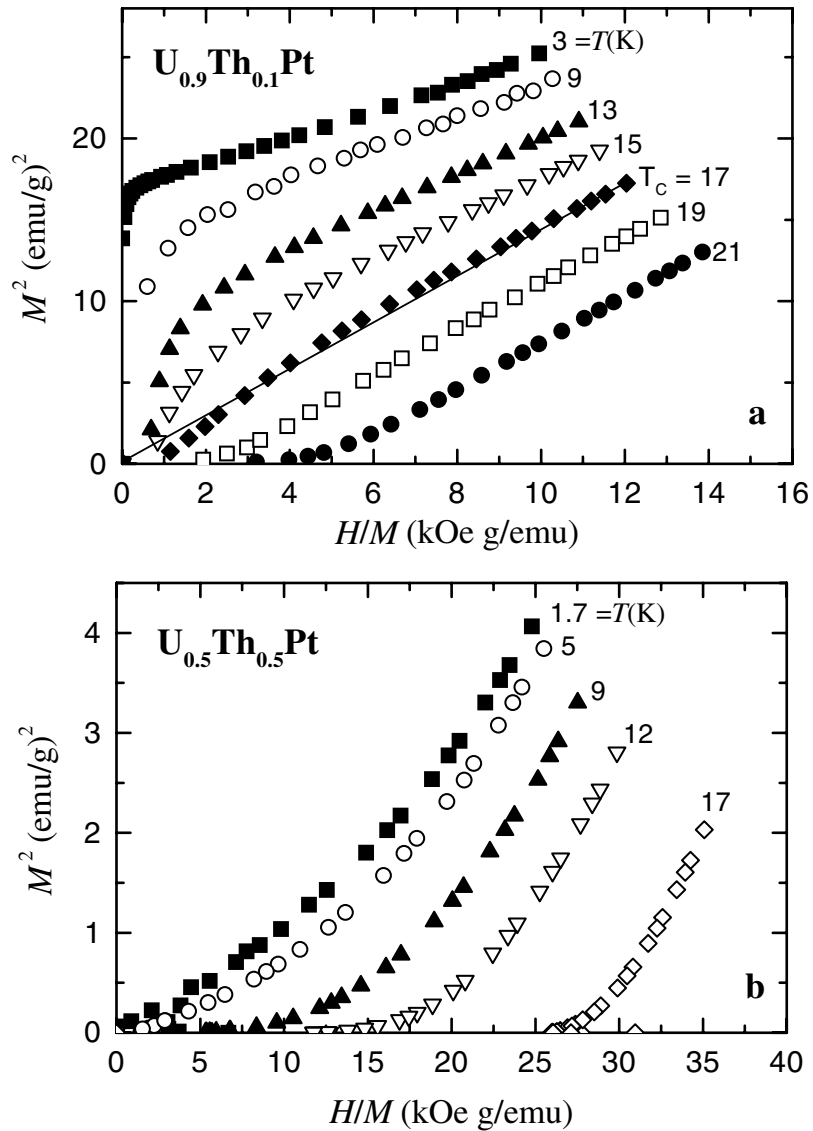 U₀.₉Th₀.₁Pt
3 =T(K)
9
13
15
T_C = 17
19
21
a
20
10
0
M² (emu/g)²
0 2 4 6 8 10 12 14 16
H/M (kOe g/emu)
U₀.₅Th₀.₅Pt
1.7 =T(K)
5
9
12
17
b
4
3
2
1
0
M² (emu/g)²
0 5 10 15 20 25 30 35 40
H/M (kOe g/emu)